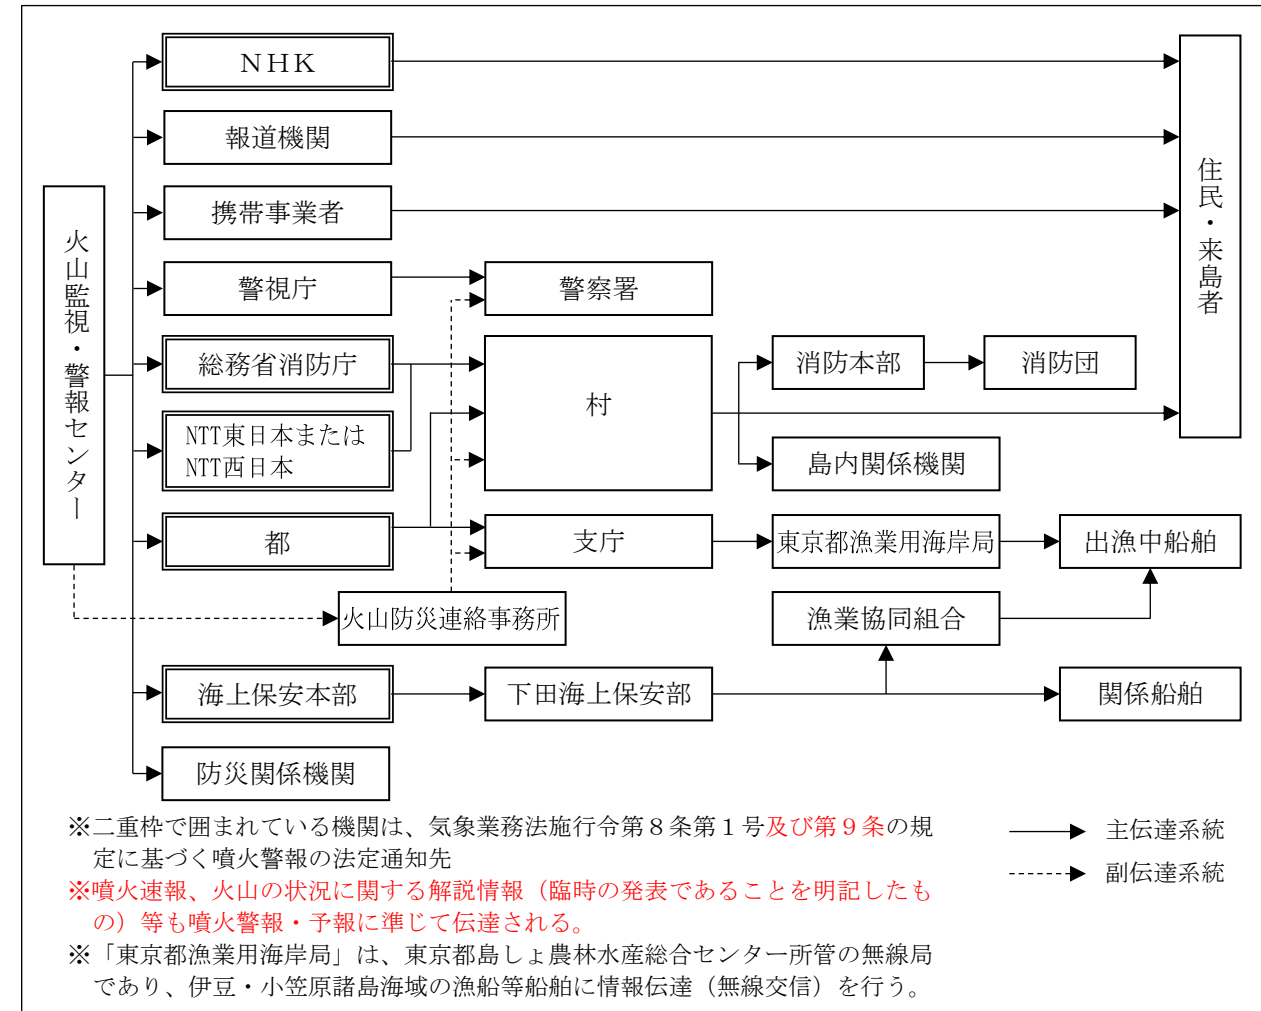 火山監視・警報センター
NHK
報道機関
携帯事業者
警視庁
警察署
総務省消防庁
NTT東日本または
NTT西日本
都
村
支庁
消防本部
消防団
島内関係機関
住民・来島者
東京都漁業用海岸局
出漁中船舶
火山防災連絡事務所
漁業協同組合
海上保安本部
下田海上保安部
関係船舶
防災関係機関
※二重枠で囲まれている機関は、気象業務法施行令第８条第１号及び第９条の規
定に基づく噴火警報の法定通知先
※噴火速報、火山の状況に関する解説情報（臨時の発表であることを明記したも
の）等も噴火警報・予報に準じて伝達される。
※「東京都漁業用海岸局」は、東京都島しょ農林水産総合センター所管の無線局
であり、伊豆・小笠原諸島海域の漁船等船舶に情報伝達（無線交信）を行う。
主伝達系統
副伝達系統